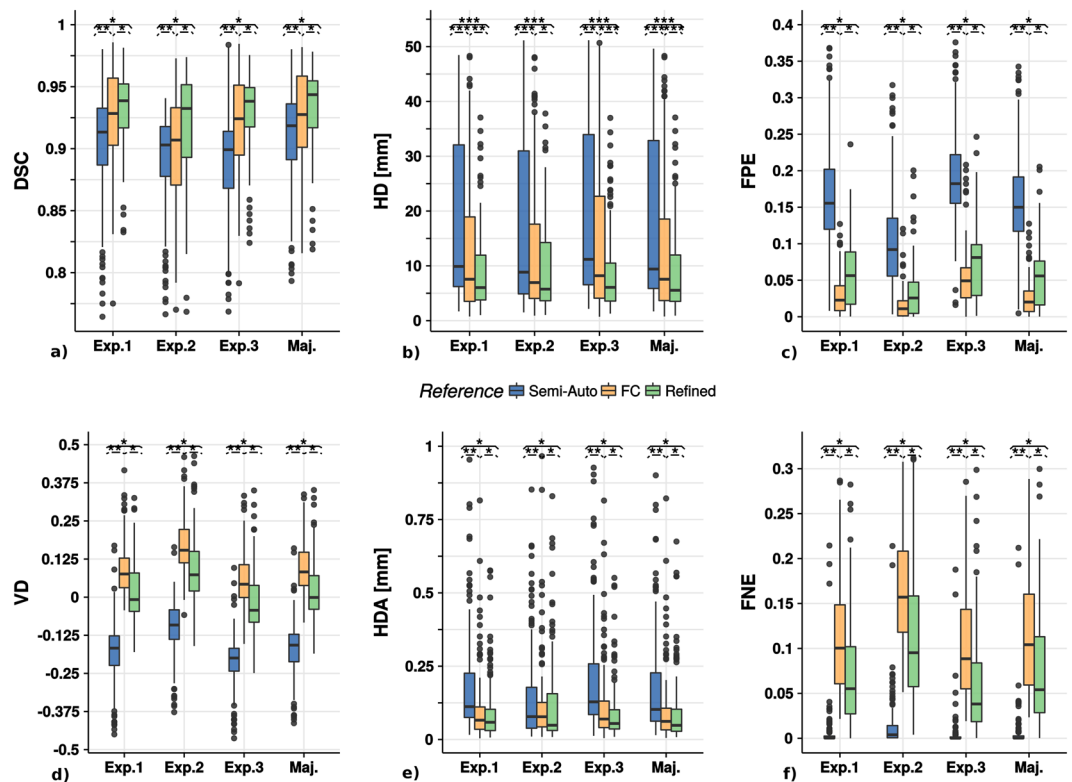 ** * *
** * *
** * *
** * *
1
0.95
0.9
0.85
0.8
DSC
a)
Exp.1 Exp.2 Exp.3 Maj.
50
40
30
20
10
0
HD [mm]
b)
Exp.1 Exp.2 Exp.3 Maj.
** * *
** * *
** * *
** * *
0.4
0.35
0.3
0.25
0.2
0.15
0.1
0.05
0
FPE
c)
Exp.1 Exp.2 Exp.3 Maj.
Reference Semi-Auto FC Refined
** * *
** * *
** * *
** * *
0.5
0.375
0.25
0.125
0
-0.125
-0.25
-0.375
-0.5
VD
d)
Exp.1 Exp.2 Exp.3 Maj.
** * *
** * *
** * *
** * *
1
0.75
0.5
0.25
0
HDA [mm]
e)
Exp.1 Exp.2 Exp.3 Maj.
** * *
** * *
** * *
** * *
0.3
0.25
0.2
0.15
0.1
0.05
0
FNE
f)
Exp.1 Exp.2 Exp.3 Maj.